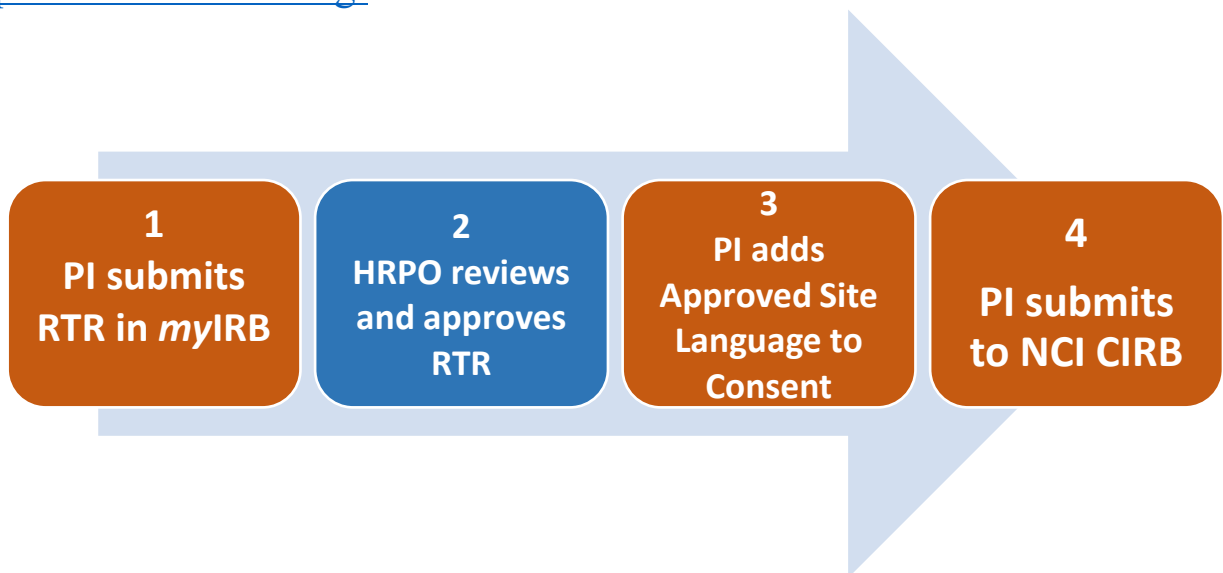 1
PI submits
RTR in myIRB
2
HRPO reviews
and approves
RTR
3
PI adds
Approved Site
Language to
Consent
4
PI submits
to NCI CIRB